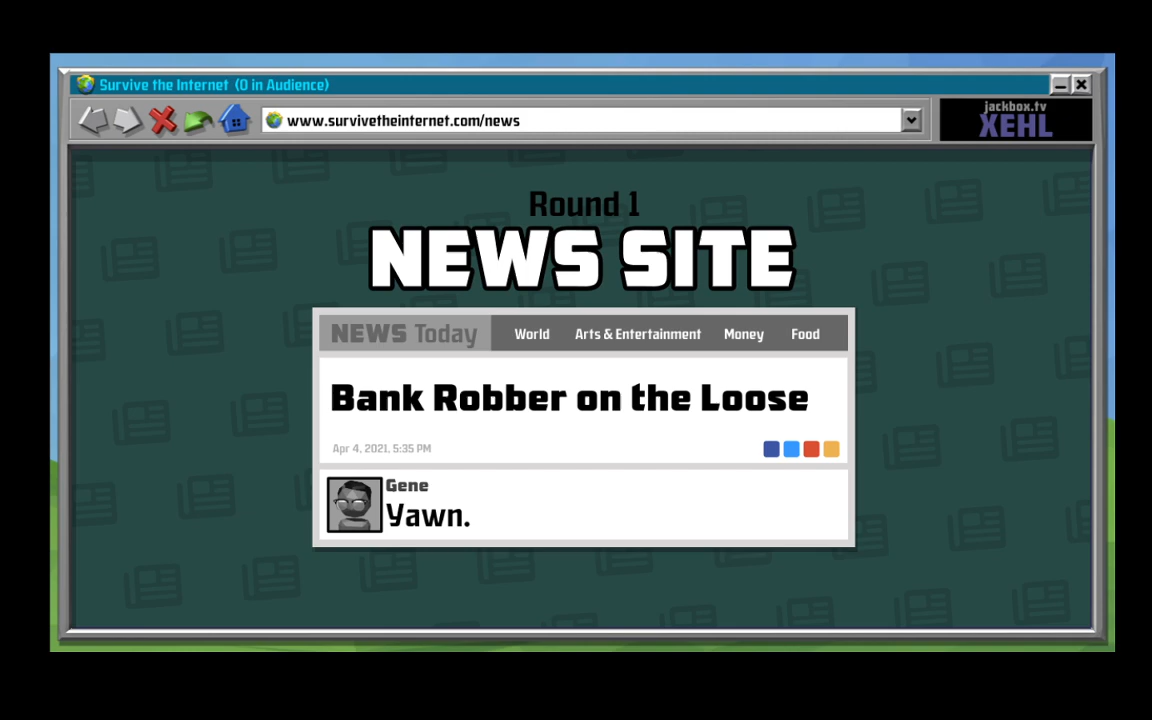 Survive the Internet (0 in Audience)
www.survivetheinternet.com/news
jackbox.tv
XEHL
Round 1
NEWS SITE
NEWS Today World Arts & Entertainment Money Food
Bank Robber on the Loose
Apr 4, 2021, 5:35 PM
Gene
Yawn.